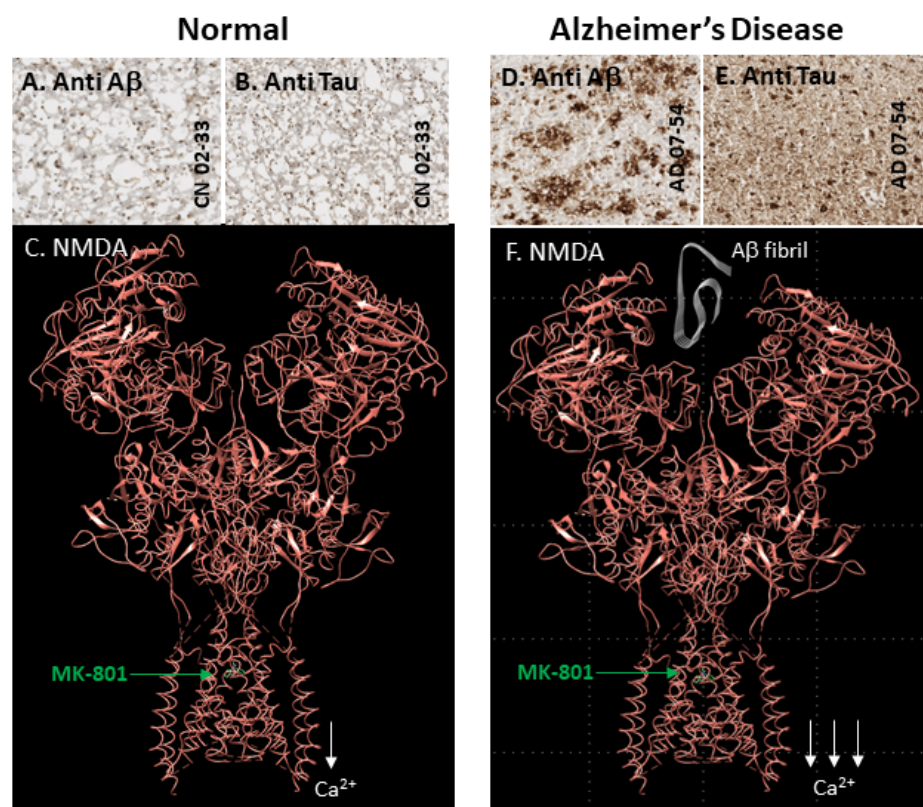 Normal
Alzheimer's Disease
A. Anti Aβ
CN 02-33
B. Anti Tau
CN 02-33
D. Anti Aβ
AD 07-54
E. Anti Tau
AD 07-54
C. NMDA
MK-801
Ca²⁺
F. NMDA
Aβ fibril
MK-801
Ca²⁺